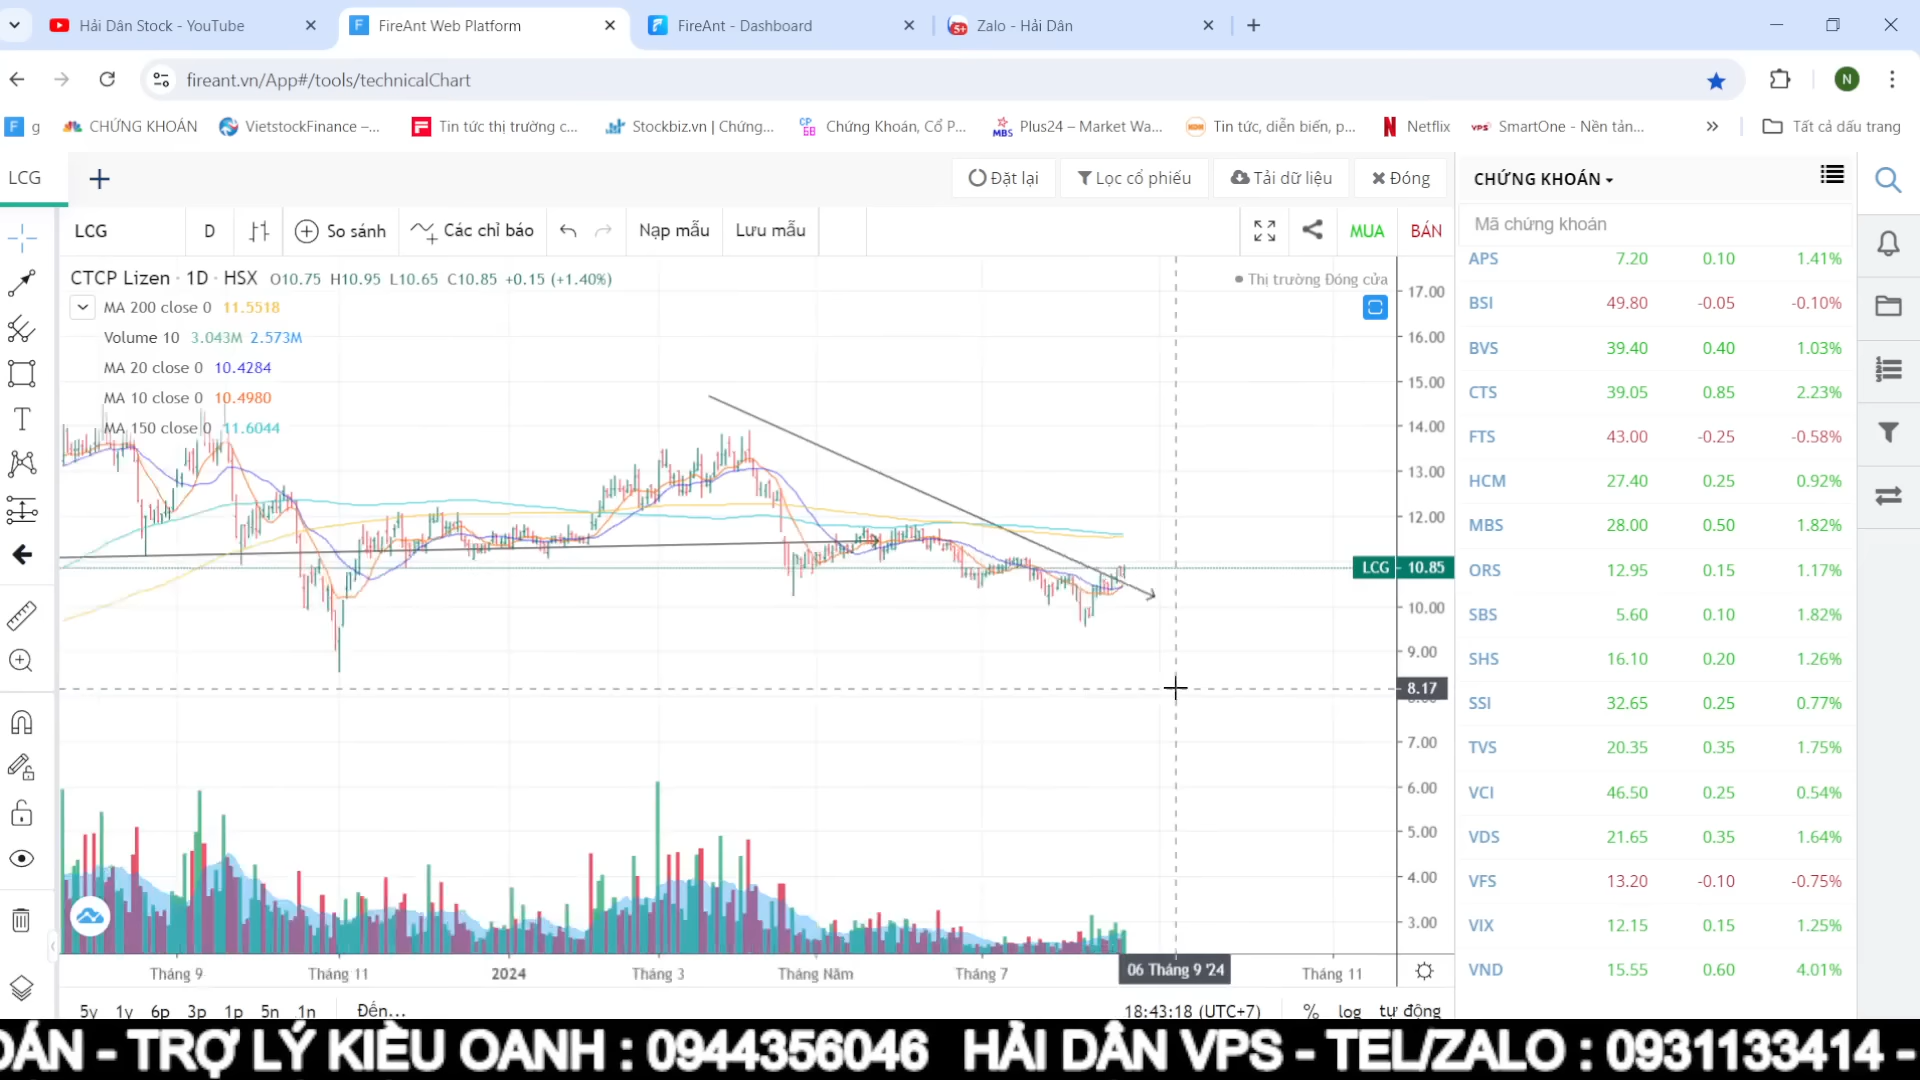 Hải Dân Stock - YouTube
FireAnt Web Platform
FireAnt - Dashboard
Zalo - Hải Dân
fireant.vn/App#/tools/technicalChart
N
g
CHỨNG KHOÁN
VietstockFinance –...
Tin tức thị trường c...
Stockbiz.vn | Chứng...
Chứng Khoán, Cổ P...
Plus24 – Market Wa...
Tin tức, diễn biến, p...
Netflix
SmartOne - Nền tản...
Tất cả dấu trang
LCG
Đặt lại
Lọc cổ phiếu
Tải dữ liệu
Đóng
CHỨNG KHOÁN
LCG
D
So sánh
Các chỉ báo
Nạp mẫu
Lưu mẫu
MUA
BÁN
Mã chứng khoán
CTCP Lizen · 1D · HSX O10.75 H10.95 L10.65 C10.85 +0.15 (+1.40%)
Thị trường Đóng cửa
MA 200 close 0 11.5518
Volume 10 3.043M 2.573M
MA 20 close 0 10.4284
MA 10 close 0 10.4980
MA 150 close 0 11.6044
17.00
16.00
15.00
14.00
13.00
12.00
LCG 10.85
10.00
9.00
8.17
7.00
6.00
5.00
4.00
3.00
APS 7.20 0.10 1.41%
BSI 49.80 -0.05 -0.10%
BVS 39.40 0.40 1.03%
CTS 39.05 0.85 2.23%
FTS 43.00 -0.25 -0.58%
HCM 27.40 0.25 0.92%
MBS 28.00 0.50 1.82%
ORS 12.95 0.15 1.17%
SBS 5.60 0.10 1.82%
SHS 16.10 0.20 1.26%
SSI 32.65 0.25 0.77%
TVS 20.35 0.35 1.75%
VCI 46.50 0.25 0.54%
VDS 21.65 0.35 1.64%
VFS 13.20 -0.10 -0.75%
VIX 12.15 0.15 1.25%
VND 15.55 0.60 4.01%
Tháng 9
Tháng 11
2024
Tháng 3
Tháng Năm
Tháng 7
06 Tháng 9 '24
Tháng 11
5y 1y 6p 3p 1p 5n 1n
Đến...
18:43:18 (UTC+7)
% log tự động
OÁN - TRỢ LÝ KIỀU OANH : 0944356046 HẢI DÂN VPS - TEL/ZALO : 0931133414 -